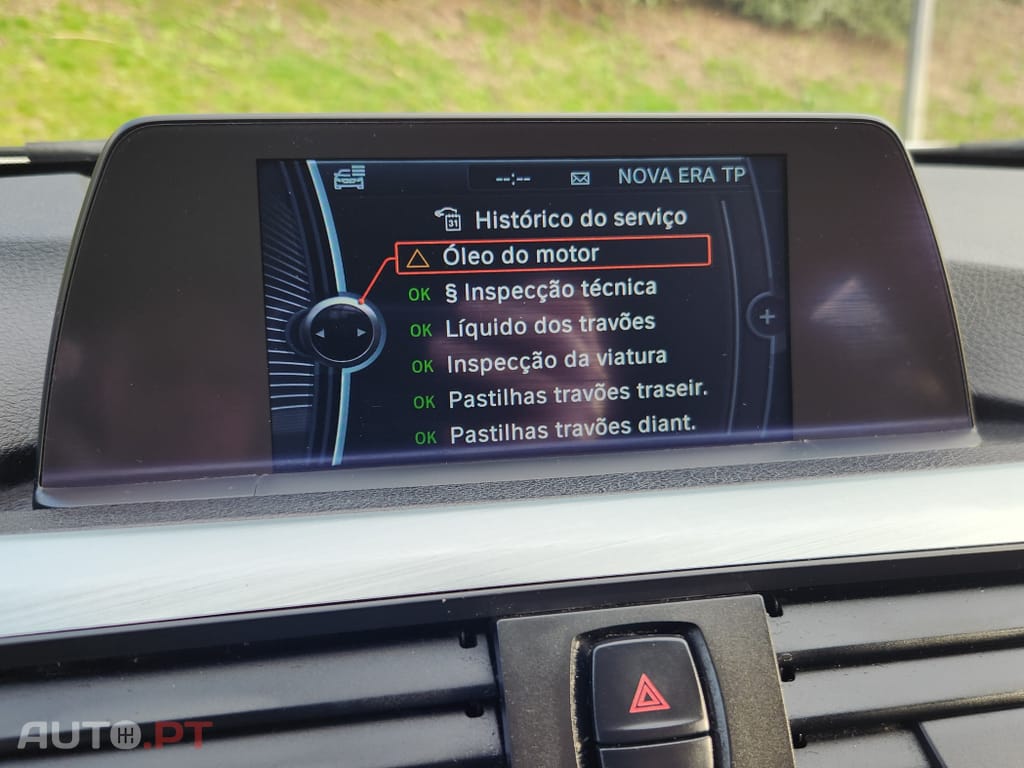 --:-- NOVA ERA TP
31 Histórico do serviço
Óleo do motor
OK § Inspecção técnica
OK Líquido dos travões
OK Inspecção da viatura
OK Pastilhas travões traseir.
OK Pastilhas travões diant.
+
AUTO.PT